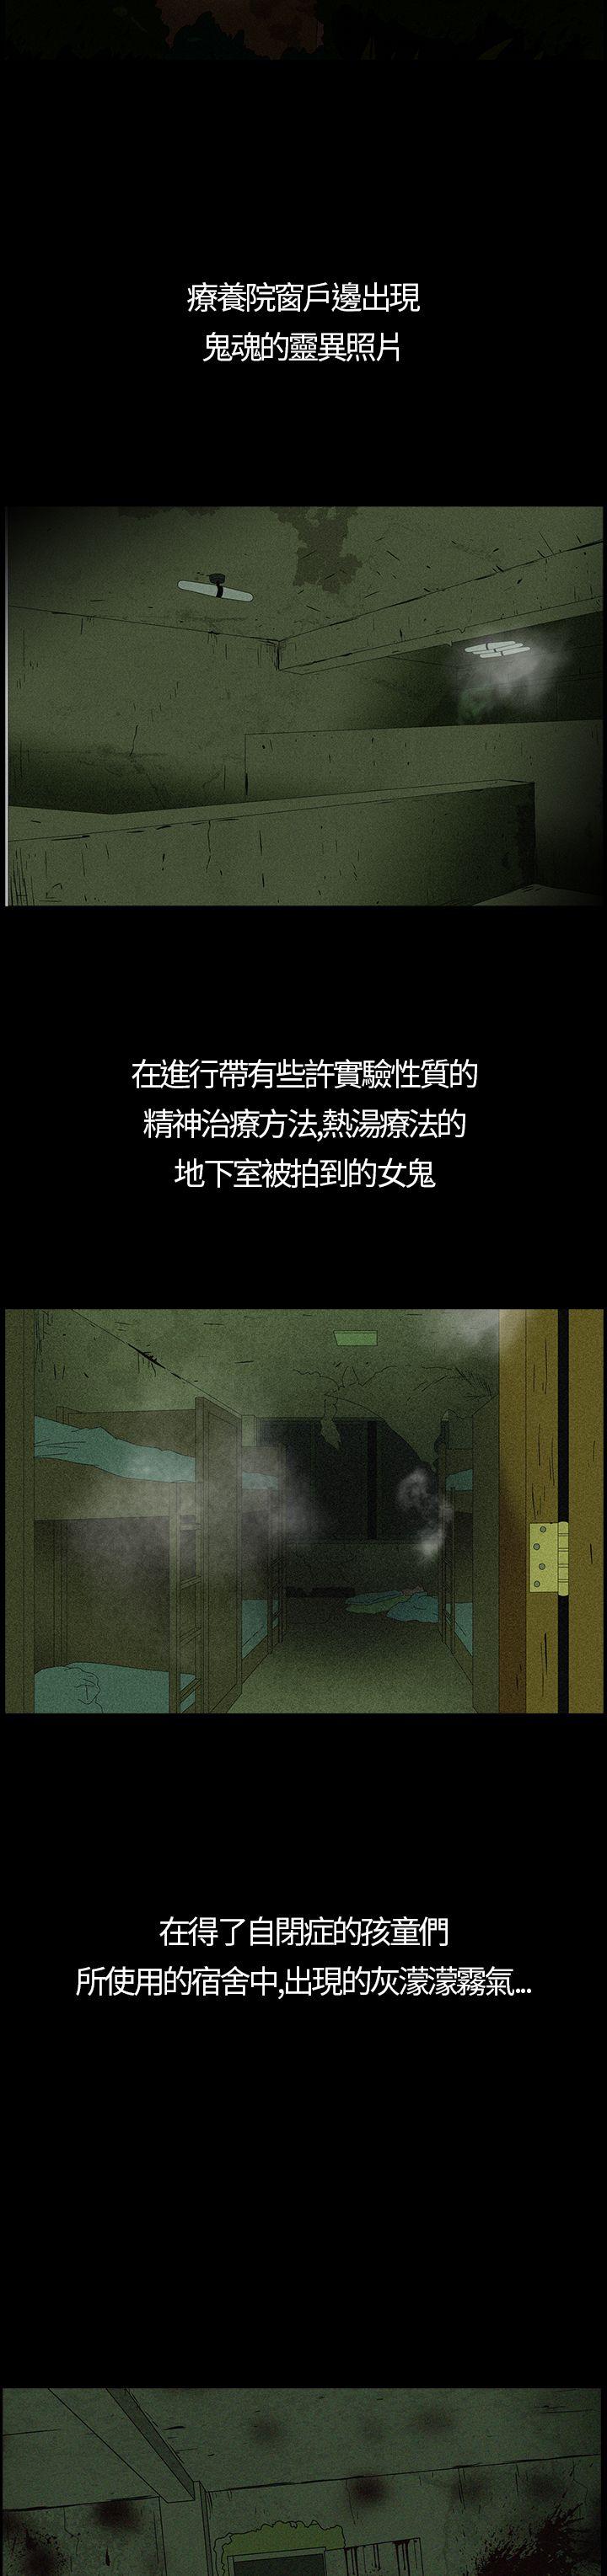 療養院窗戶邊出現
鬼魂的靈異照片
在進行帶有些許實驗性質的
精神治療方法,熱湯療法的
地下室被拍到的女鬼
在得了自閉症的孩童們
所使用的宿舍中,出現的灰濛濛霧氣...